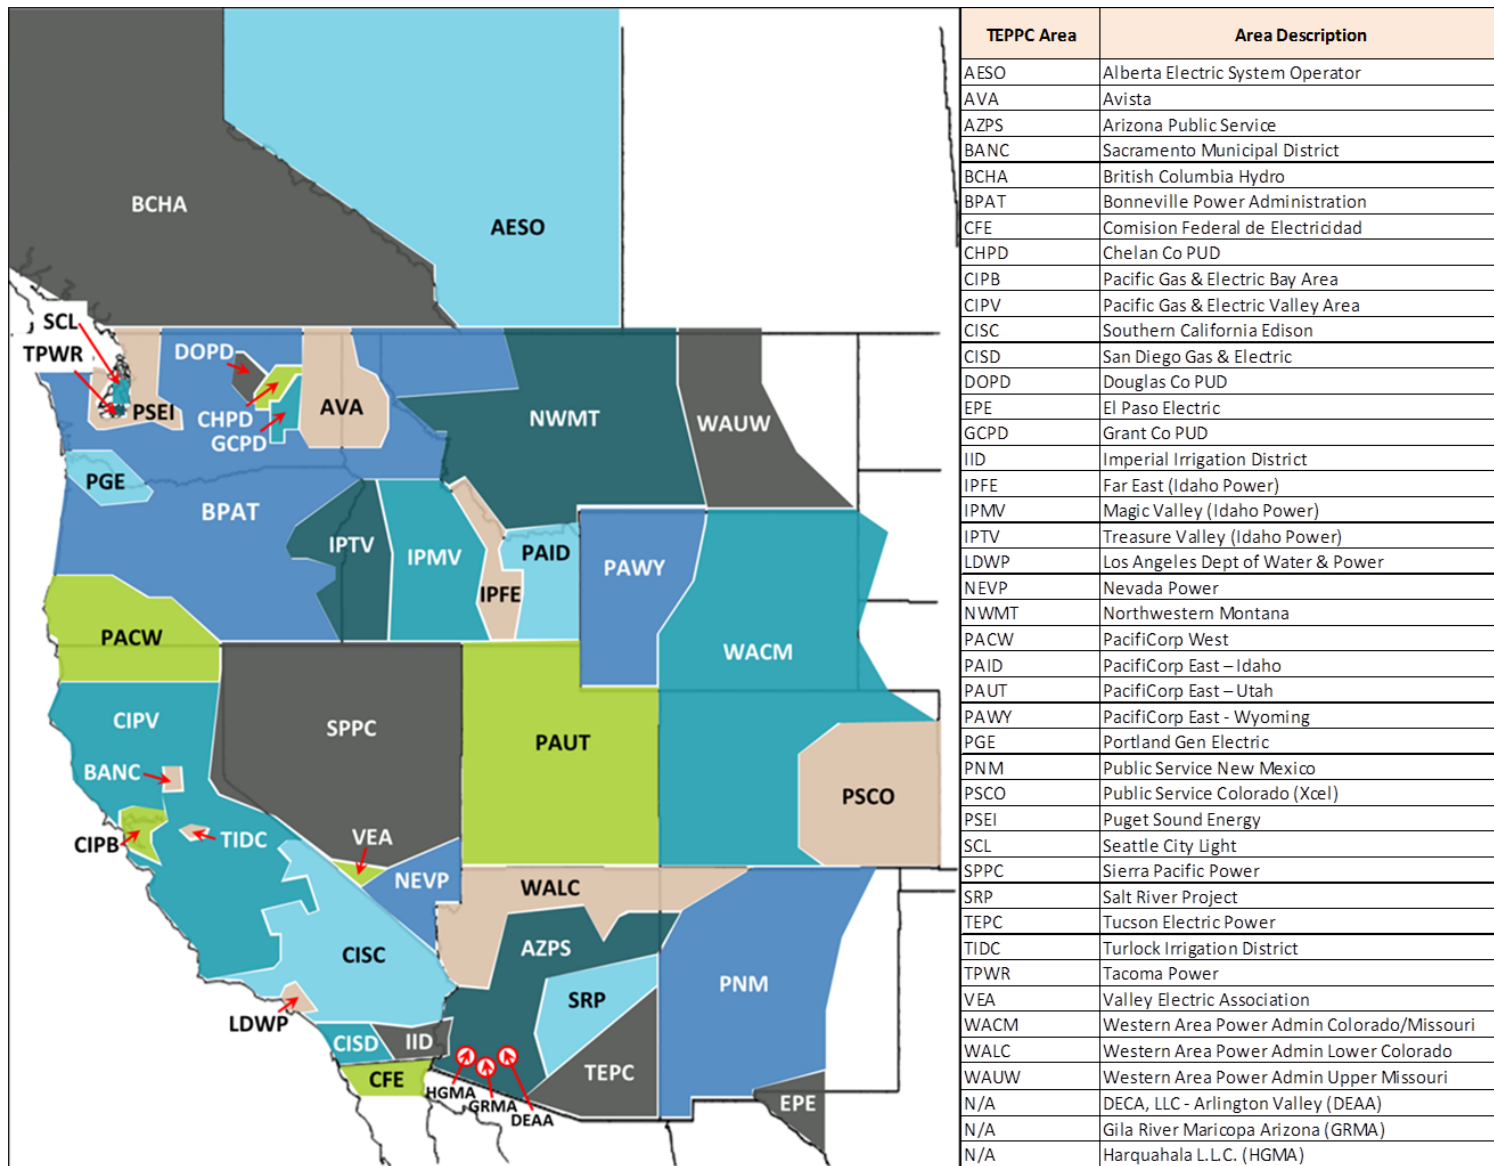 BCHA
AESO
SCL
TPWR
DOPD
PSEI
CHPD
GCPD
AVA
NWMT
WAUW
PGE
BPAT
IPTV
IPMV
PAID
IPFE
PAWY
PACW
WACM
CIPV
SPPC
PAUT
BANC
PSCO
CIPB
TIDC
VEA
NEVP
WALC
CISC
AZPS
PNM
SRP
LDWP
CISD
IID
CFE
TEPC
HGMA
GRMA
DEAA
EPE
TEPPC Area Area Description
AESO Alberta Electric System Operator
AVA Avista
AZPS Arizona Public Service
BANC Sacramento Municipal District
BCHA British Columbia Hydro
BPAT Bonneville Power Administration
CFE Comision Federal de Electricidad
CHPD Chelan Co PUD
CIPB Pacific Gas & Electric Bay Area
CIPV Pacific Gas & Electric Valley Area
CISC Southern California Edison
CISD San Diego Gas & Electric
DOPD Douglas Co PUD
EPE El Paso Electric
GCPD Grant Co PUD
IID Imperial Irrigation District
IPFE Far East (Idaho Power)
IPMV Magic Valley (Idaho Power)
IPTV Treasure Valley (Idaho Power)
LDWP Los Angeles Dept of Water & Power
NEVP Nevada Power
NWMT Northwestern Montana
PACW PacifiCorp West
PAID PacifiCorp East – Idaho
PAUT PacifiCorp East – Utah
PAWY PacifiCorp East - Wyoming
PGE Portland Gen Electric
PNM Public Service New Mexico
PSCO Public Service Colorado (Xcel)
PSEI Puget Sound Energy
SCL Seattle City Light
SPPC Sierra Pacific Power
SRP Salt River Project
TEPC Tucson Electric Power
TIDC Turlock Irrigation District
TPWR Tacoma Power
VEA Valley Electric Association
WACM Western Area Power Admin Colorado/Missouri
WALC Western Area Power Admin Lower Colorado
WAUW Western Area Power Admin Upper Missouri
N/A DECA, LLC - Arlington Valley (DEAA)
N/A Gila River Maricopa Arizona (GRMA)
N/A Harquahala L.L.C. (HGMA)